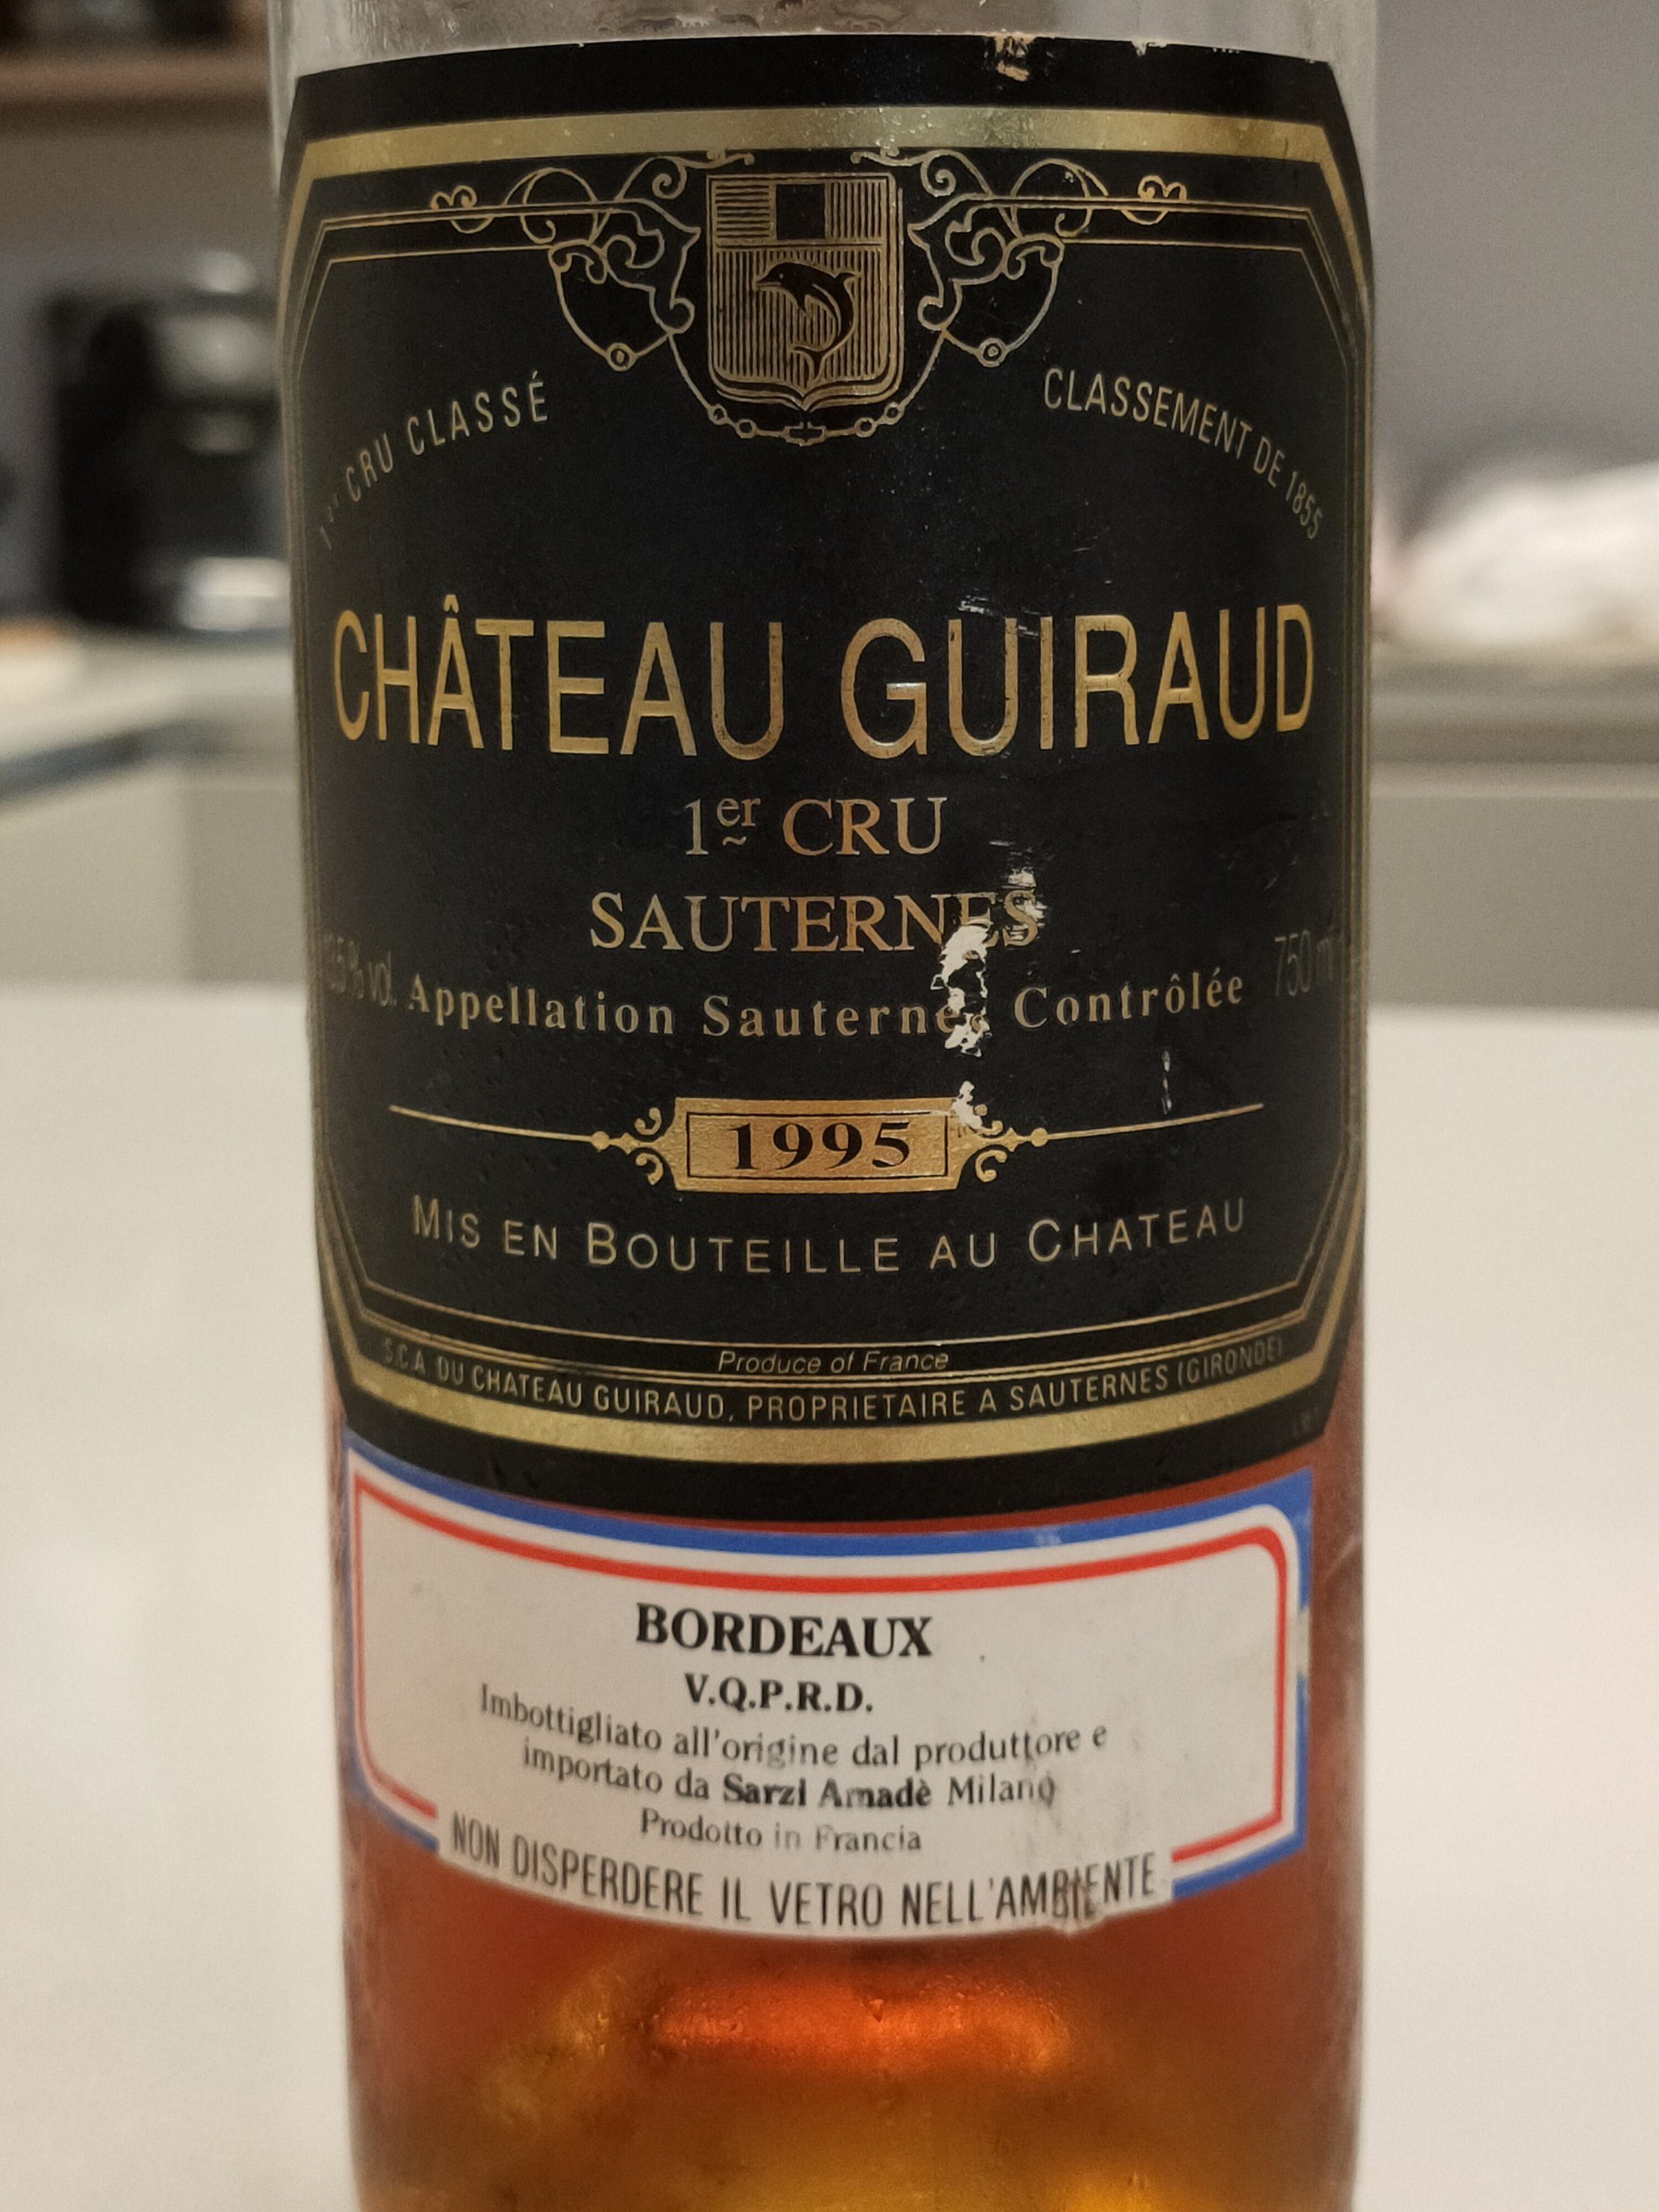 1er CRU CLASSÉ
CLASSEMENT DE 1855
CHÂTEAU GUIRAUD
1er CRU
SAUTERNES
% vol.
Appellation Sauternes Contrôlée
750 ml
1995
MIS EN BOUTEILLE AU CHATEAU
Produce of France
S.C.A. DU CHATEAU GUIRAUD, PROPRIETAIRE A SAUTERNES (GIRONDE)
BORDEAUX
V.Q.P.R.D.
Imbottigliato all'origine dal produttore e
importato da Sarzi Amadè Milano
Prodotto in Francia
NON DISPERDERE IL VETRO NELL'AMBIENTE